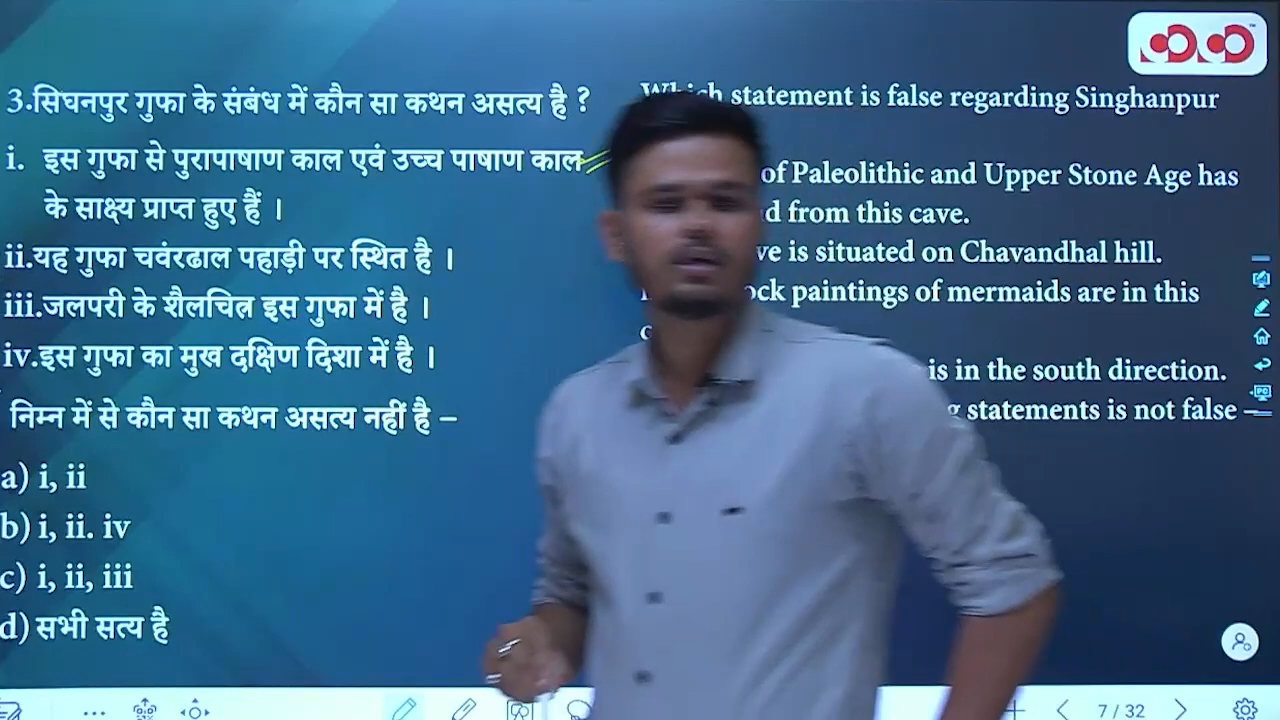 3.सिघनपुर गुफा के संबंध में कौन सा कथन असत्य है ?
i. इस गुफा से पुरापाषाण काल एवं उच्च पाषाण काल
के साक्ष्य प्राप्त हुए हैं ।
ii.यह गुफा चवंरढाल पहाड़ी पर स्थित है ।
iii.जलपरी के शैलचित्र इस गुफा में है ।
iv.इस गुफा का मुख दक्षिण दिशा में है ।
निम्न में से कौन सा कथन असत्य नहीं है –
a) i, ii
b) i, ii. iv
c) i, ii, iii
d) सभी सत्य है
Which statement is false regarding Singhanpur
of Paleolithic and Upper Stone Age has
from this cave.
is situated on Chavandhal hill.
paintings of mermaids are in this
is in the south direction.
statements is not false –
7 / 32